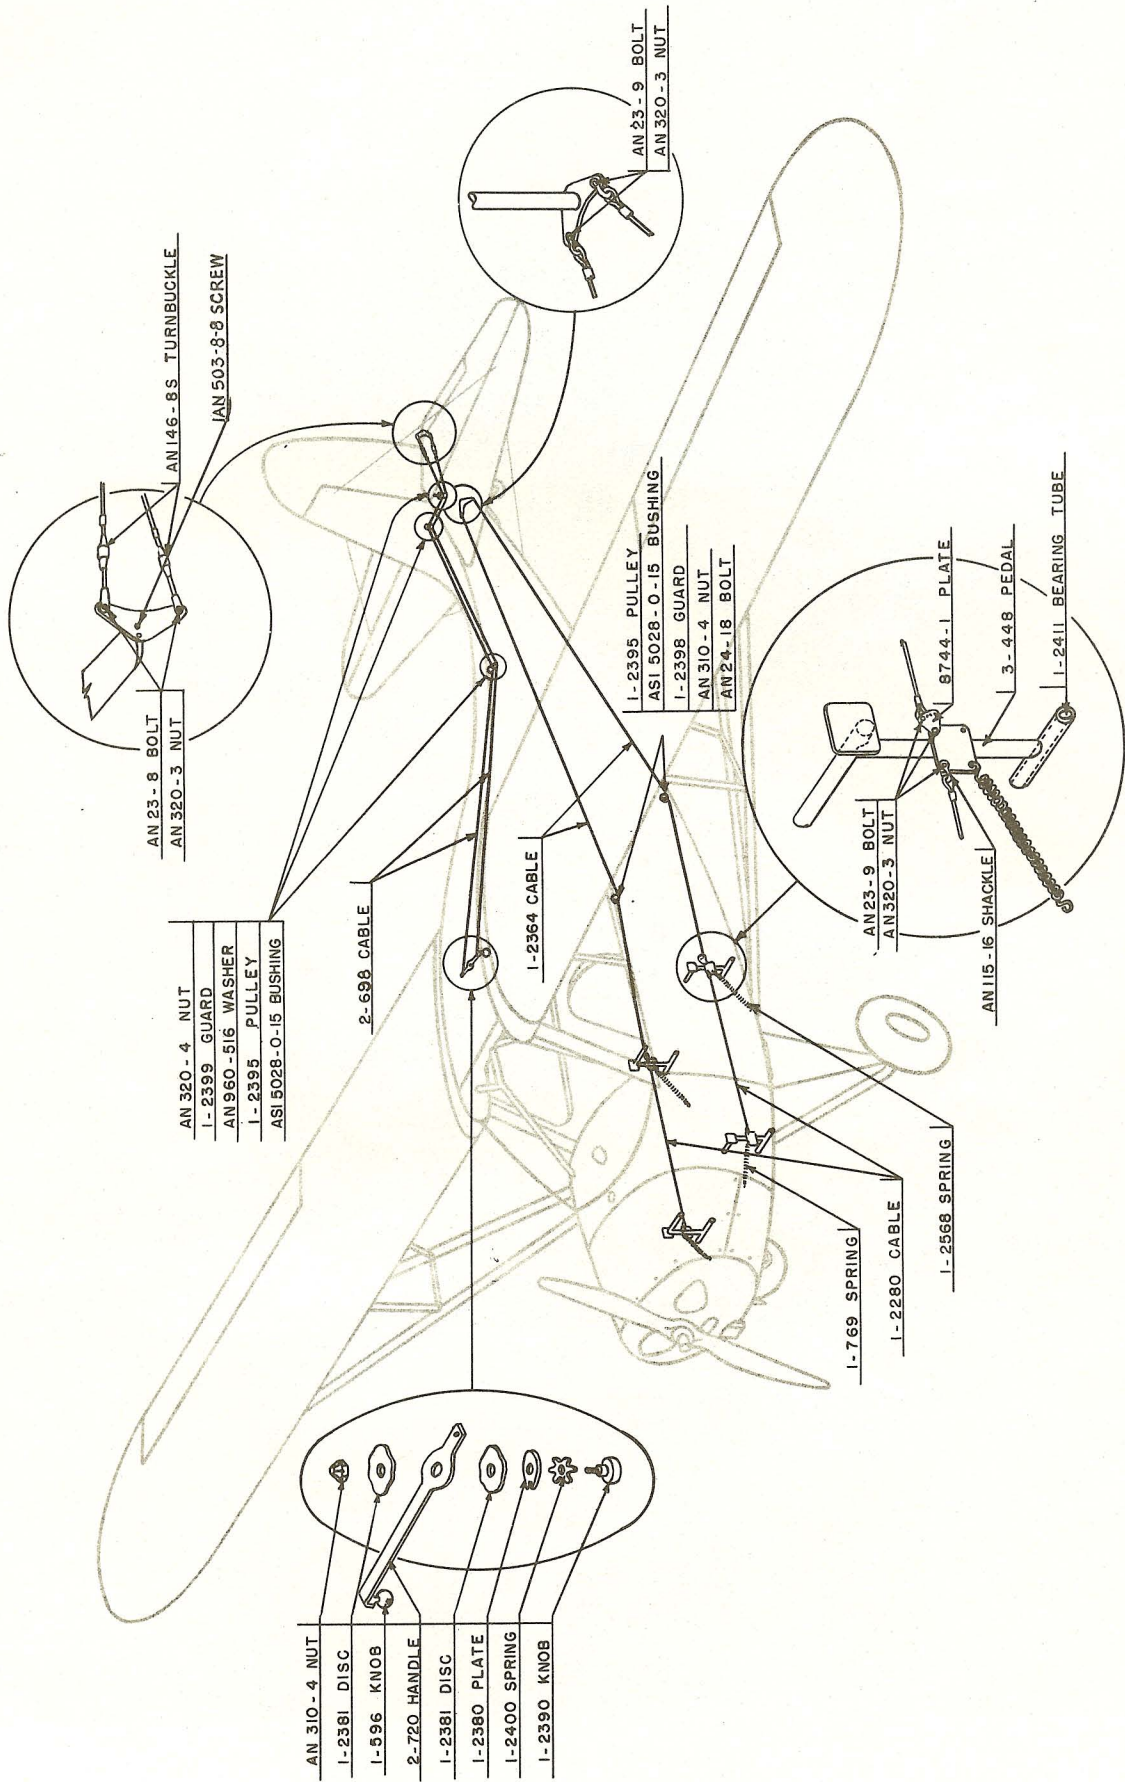 AN 310-4 NUT
1-2381 DISC
1-596 KNOB
2-720 HANDLE
1-2381 DISC
1-2380 PLATE
1-2400 SPRING
1-2390 KNOB
AN 320-4 NUT
1-2399 GUARD
AN 960-516 WASHER
1-2395 PULLEY
ASI 5028-0-15 BUSHING
2-698 CABLE
1-2364 CABLE
AN 23-8 BOLT
AN 320-3 NUT
AN 146-8S TURNBUCKLE
AN 503-8-8 SCREW
AN 23-9 BOLT
AN 320-3 NUT
1-2395 PULLEY
ASI 5028-0-15 BUSHING
1-2398 GUARD
AN 310-4 NUT
AN 24-18 BOLT
1-769 SPRING
1-2280 CABLE
1-2568 SPRING
AN 23-9 BOLT
AN 320-3 NUT
AN 115-16 SHACKLE
8744-1 PLATE
3-448 PEDAL
1-2411 BEARING TUBE